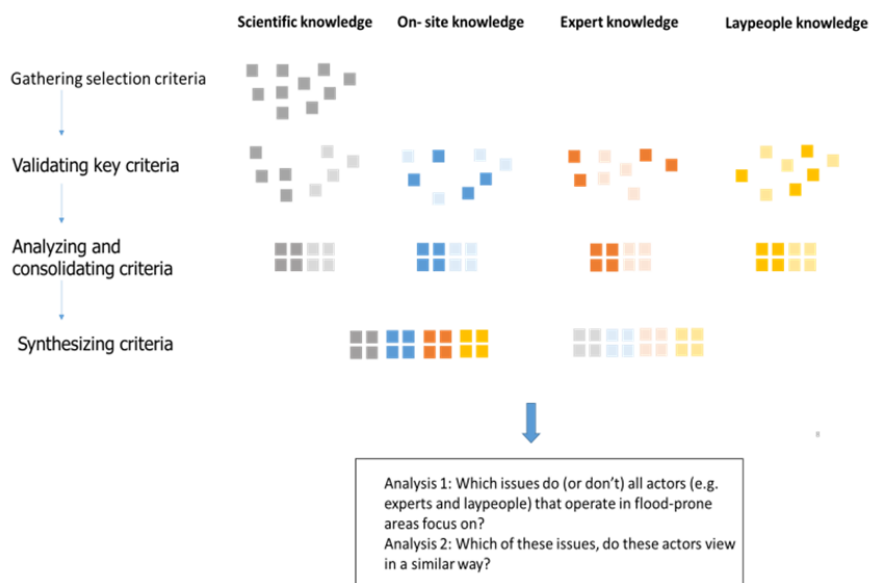 Scientific knowledge
On- site knowledge
Expert knowledge
Laypeople knowledge
Gathering selection criteria
Validating key criteria
Analyzing and
consolidating criteria
Synthesizing criteria
Analysis 1: Which issues do (or don't) all actors (e.g.
experts and laypeople) that operate in flood-prone
areas focus on?
Analysis 2: Which of these issues, do these actors view
in a similar way?